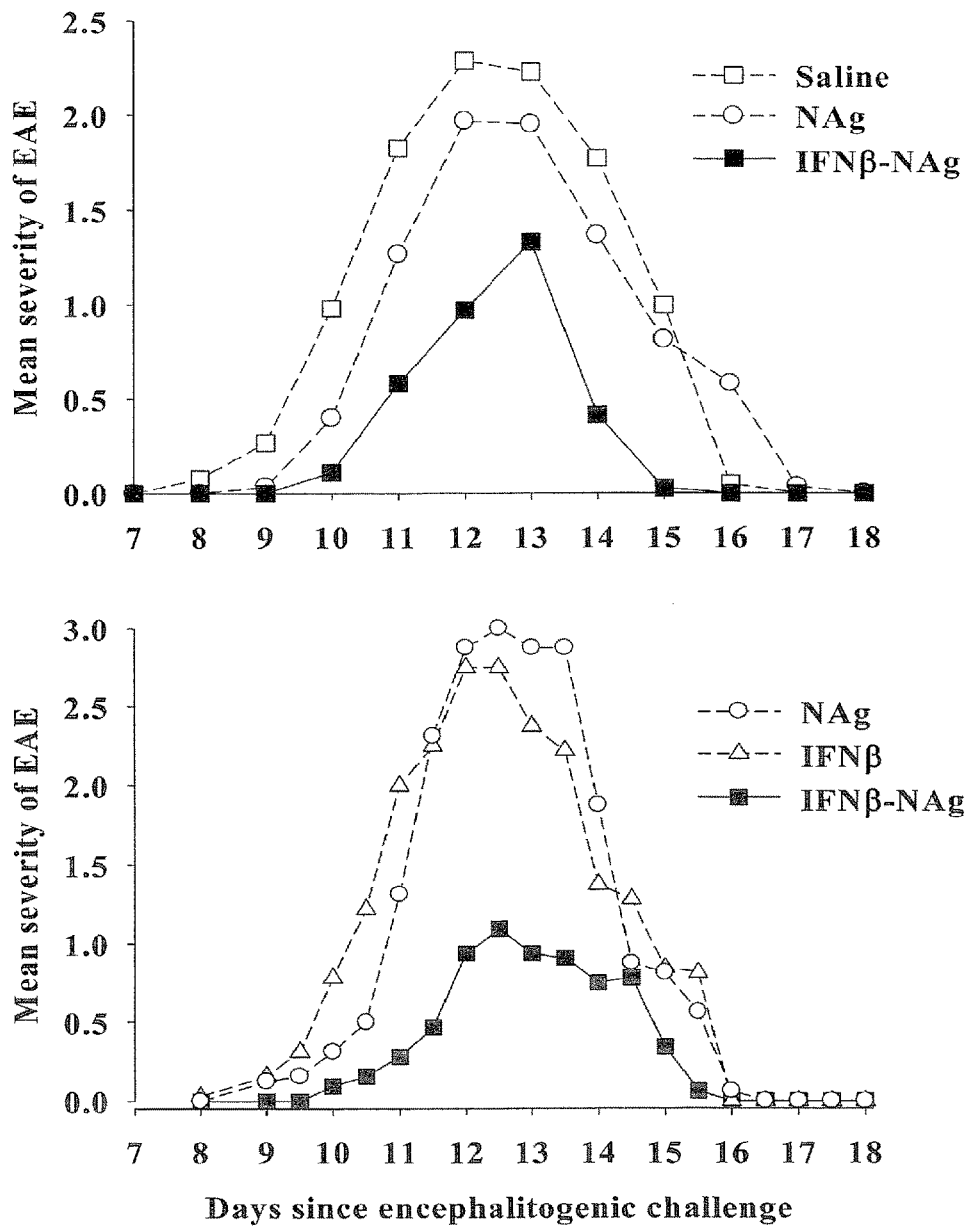 2.5
2.0
1.5
1.0
0.5
0.0
Mean severity of EAE
Saline
NAg
IFNβ-NAg
7 8 9 10 11 12 13 14 15 16 17 18
3.0
2.5
2.0
1.5
1.0
0.5
0.0
Mean severity of EAE
NAg
IFNβ
IFNβ-NAg
7 8 9 10 11 12 13 14 15 16 17 18
Days since encephalitogenic challenge